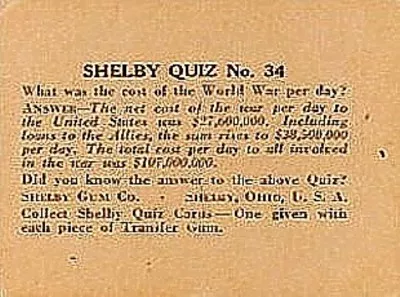 SHELBY QUIZ No. 34
What was the cost of the World War per day?
ANSWER—The net cost of the war per day to
the United States was $27,600,000. Including
loans to the Allies, the sum rises to $38,500,000
per day. The total cost per day to all involved
in the war was $107,000,000.
Did you know the answer to the above Quiz?
SHELBY GUM CO. - SHELBY, OHIO, U. S. A.
Collect Shelby Quiz Cards—One given with
each piece of Transfer Gum.